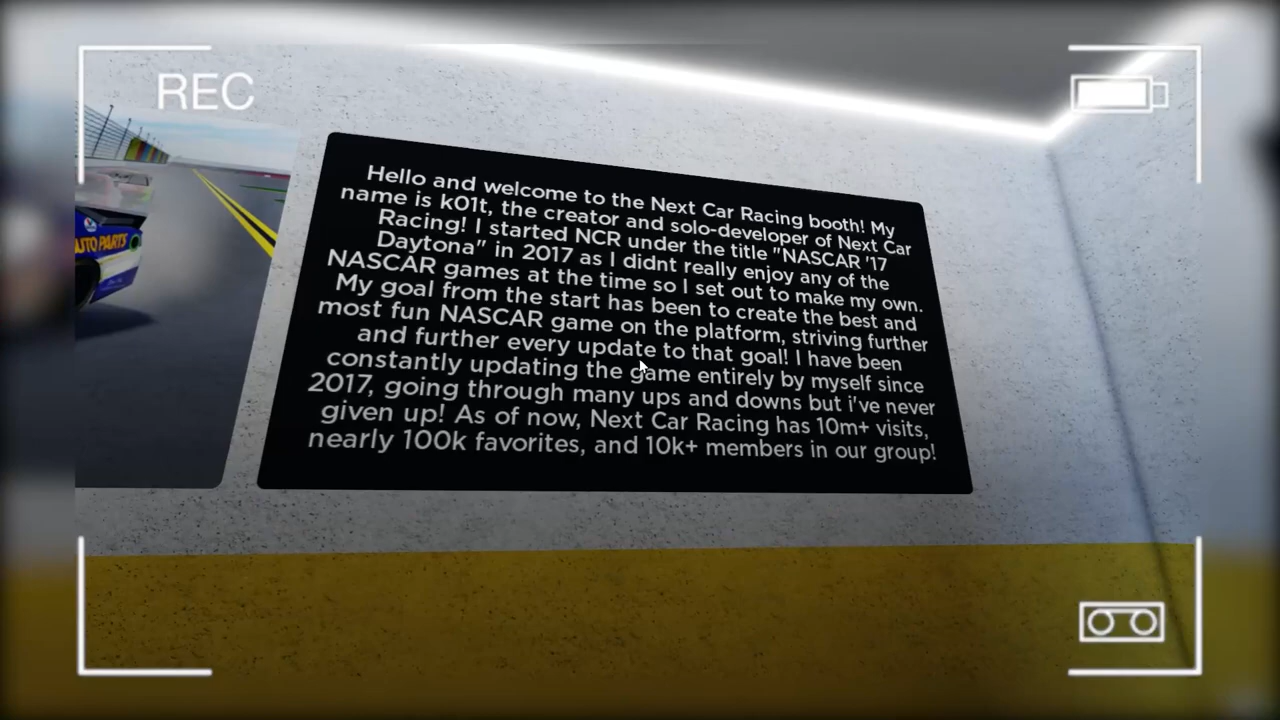 REC
JTO PARTS
Hello and welcome to the Next Car Racing booth! My
name is k01t, the creator and solo-developer of Next Car
Racing! I started NCR under the title "NASCAR '17
Daytona" in 2017 as I didnt really enjoy any of the
NASCAR games at the time so I set out to make my own.
My goal from the start has been to create the best and
most fun NASCAR game on the platform, striving further
and further every update to that goal! I have been
constantly updating the game entirely by myself since
2017, going through many ups and downs but i've never
given up! As of now, Next Car Racing has 10m+ visits,
nearly 100k favorites, and 10k+ members in our group!